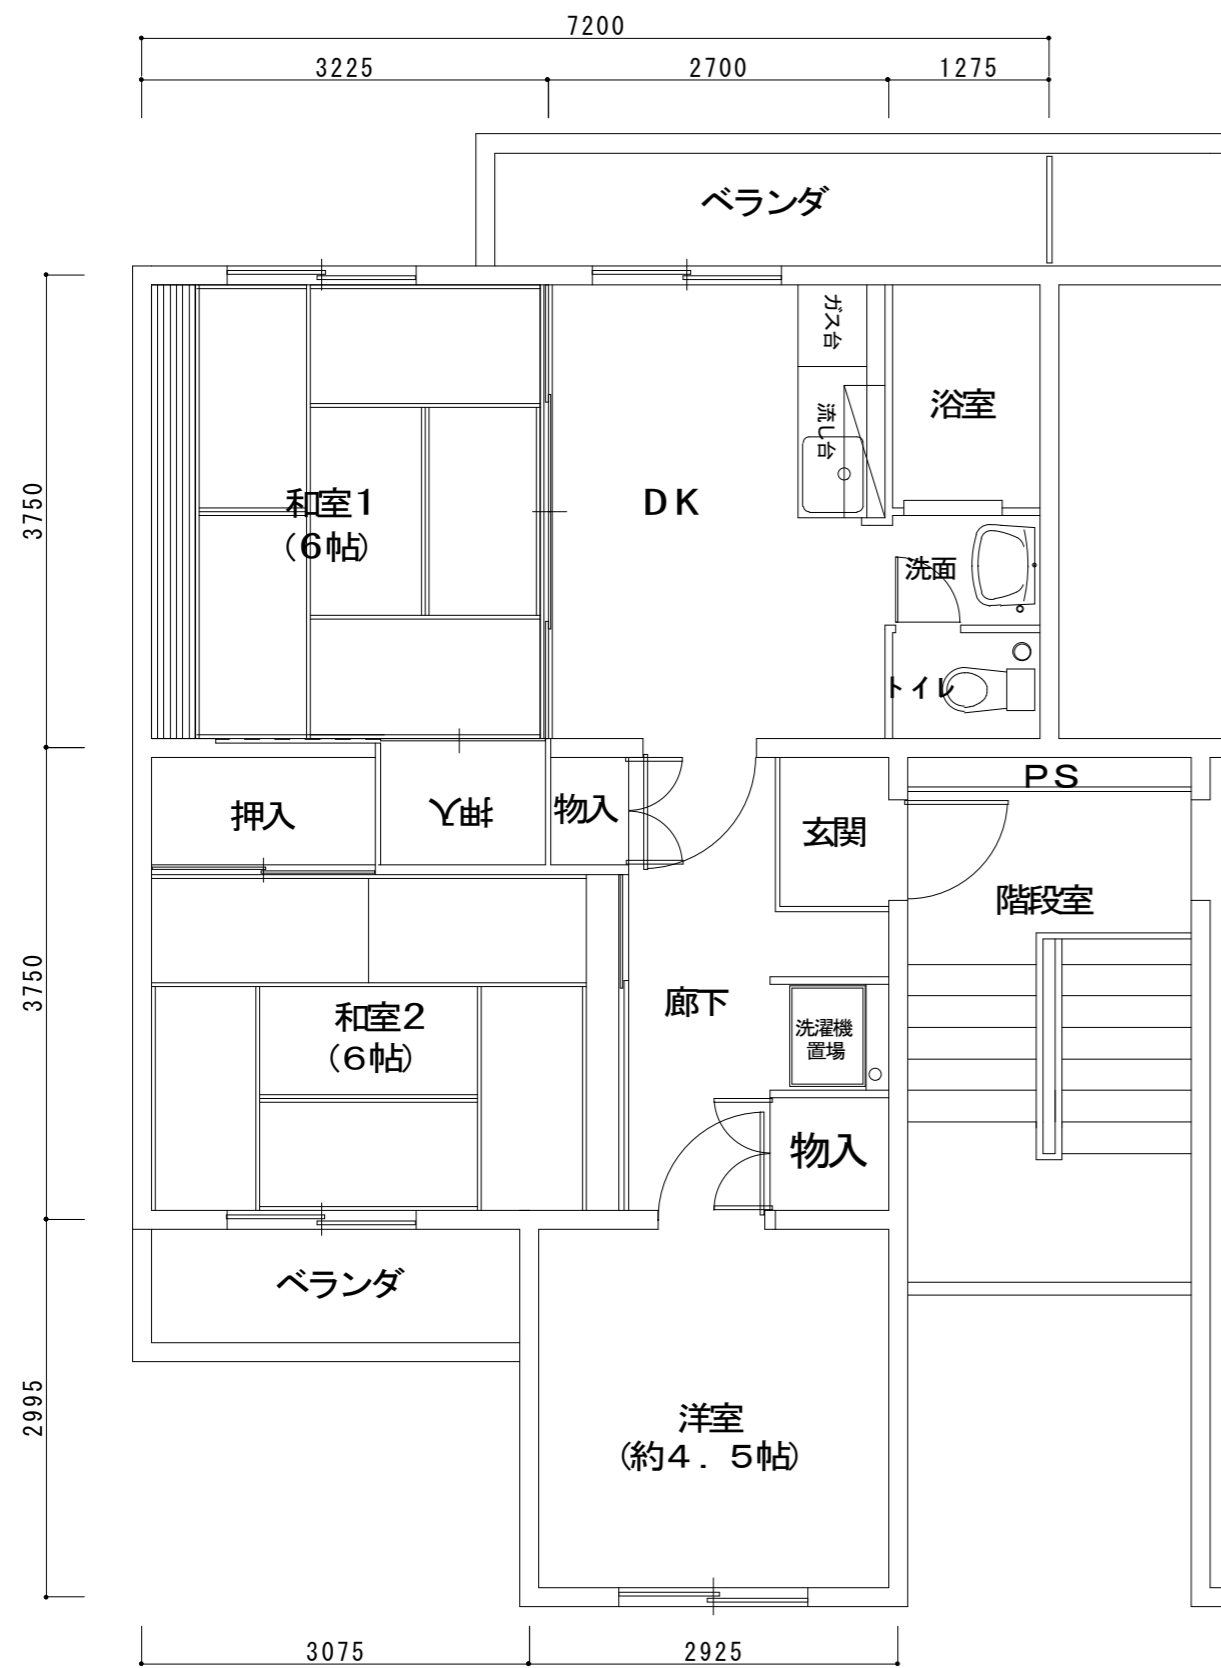 7200
3225
2700
1275
ベランダ
ガス台
浴室
流し台
3750
和室1
(6帖)
DK
洗面
トイレ
押入
押入
物入
玄関
PS
階段室
3750
和室2
(6帖)
廊下
洗濯機
置場
物入
ベランダ
2995
洋室
(約4.5帖)
3075
2925